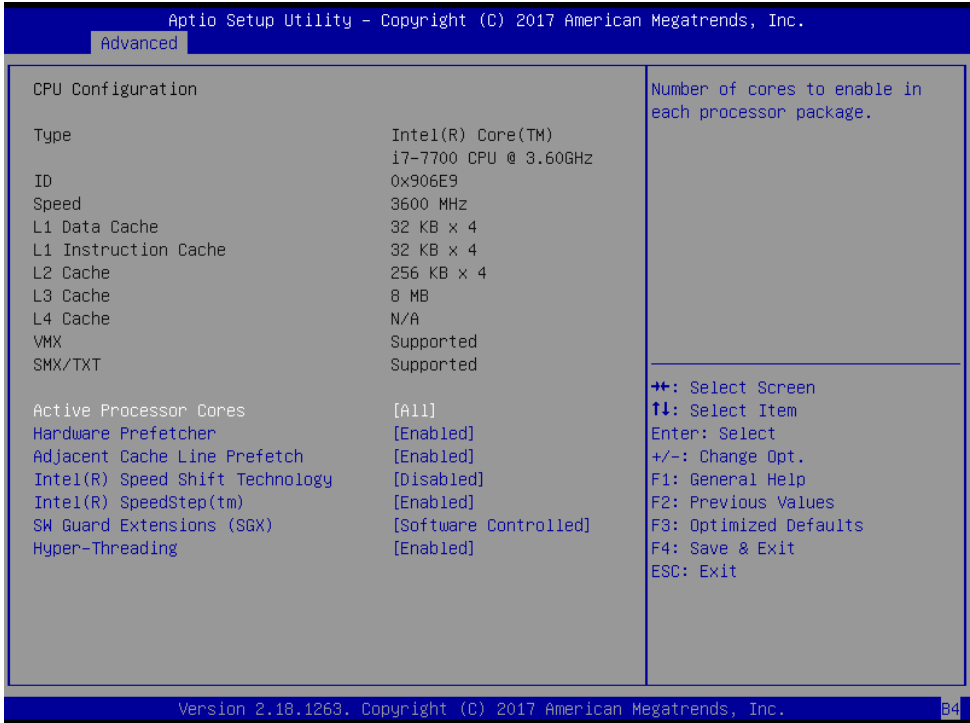 Aptio Setup Utility – Copyright (C) 2017 American Megatrends, Inc.
Advanced
CPU Configuration
Type Intel(R) Core(TM)
i7-7700 CPU @ 3.60GHz
ID 0x906E9
Speed 3600 MHz
L1 Data Cache 32 KB x 4
L1 Instruction Cache 32 KB x 4
L2 Cache 256 KB x 4
L3 Cache 8 MB
L4 Cache N/A
VMX Supported
SMX/TXT Supported
Active Processor Cores [All]
Hardware Prefetcher [Enabled]
Adjacent Cache Line Prefetch [Enabled]
Intel(R) Speed Shift Technology [Disabled]
Intel(R) SpeedStep(tm) [Enabled]
SW Guard Extensions (SGX) [Software Controlled]
Hyper-Threading [Enabled]
Number of cores to enable in
each processor package.
→←: Select Screen
↑↓: Select Item
Enter: Select
+/-: Change Opt.
F1: General Help
F2: Previous Values
F3: Optimized Defaults
F4: Save & Exit
ESC: Exit
Version 2.18.1263. Copyright (C) 2017 American Megatrends, Inc.
B4